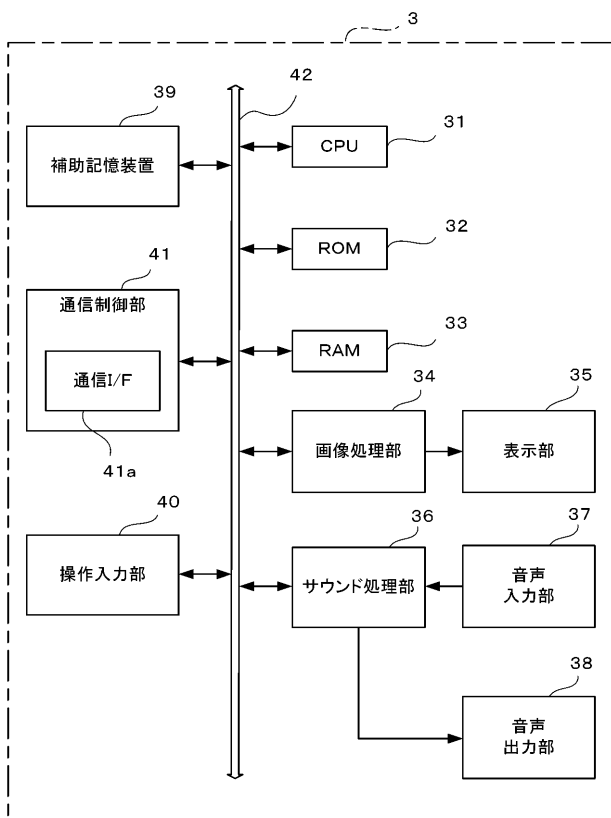 3
39
42
補助記憶装置
CPU
31
ROM
32
41
通信制御部
通信I/F
41a
RAM
33
34
画像処理部
35
表示部
40
操作入力部
36
サウンド処理部
37
音声
入力部
38
音声
出力部